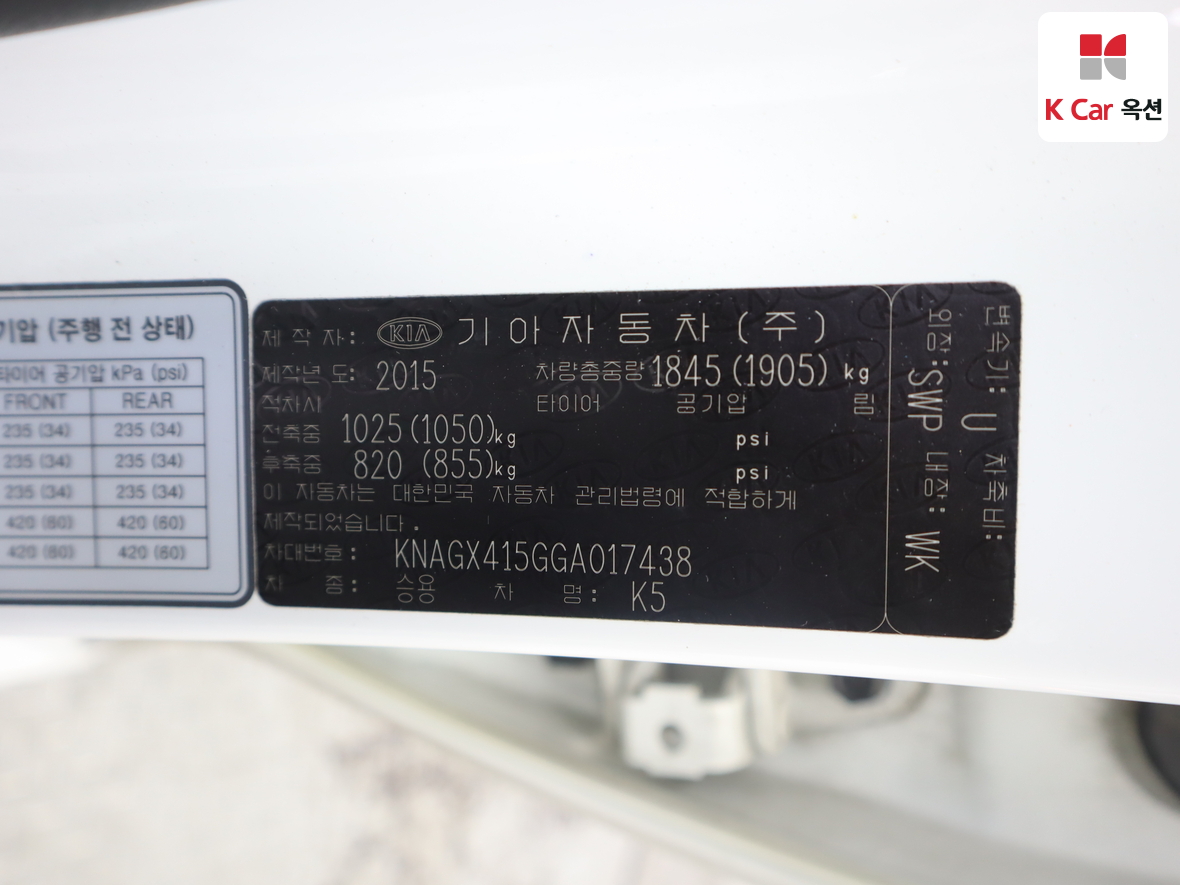 K Car 옥션
기압 (주행 전 상태)
타이어 공기압 kPa (psi)
FRONT REAR
235 (34) 235 (34)
235 (34) 235 (34)
235 (34) 235 (34)
420 (60) 420 (60)
420 (60) 420 (60)
제 작 자: KIA 기아자동차(주)
제작년 도: 2015 차량총중량 1845 (1905) kg
적차시 타이어 공기압 림
전축중 1025 (1050)kg psi
후축중 820 (855)kg psi
이 자동차는 대한민국 자동차 관리법령에 적합하게
제작되었습니다.
차대번호: KNAGX415GGA017438
차 종: 승용 차 명: K5
변속기: U 차축비:
외장:SWP 내장: WK